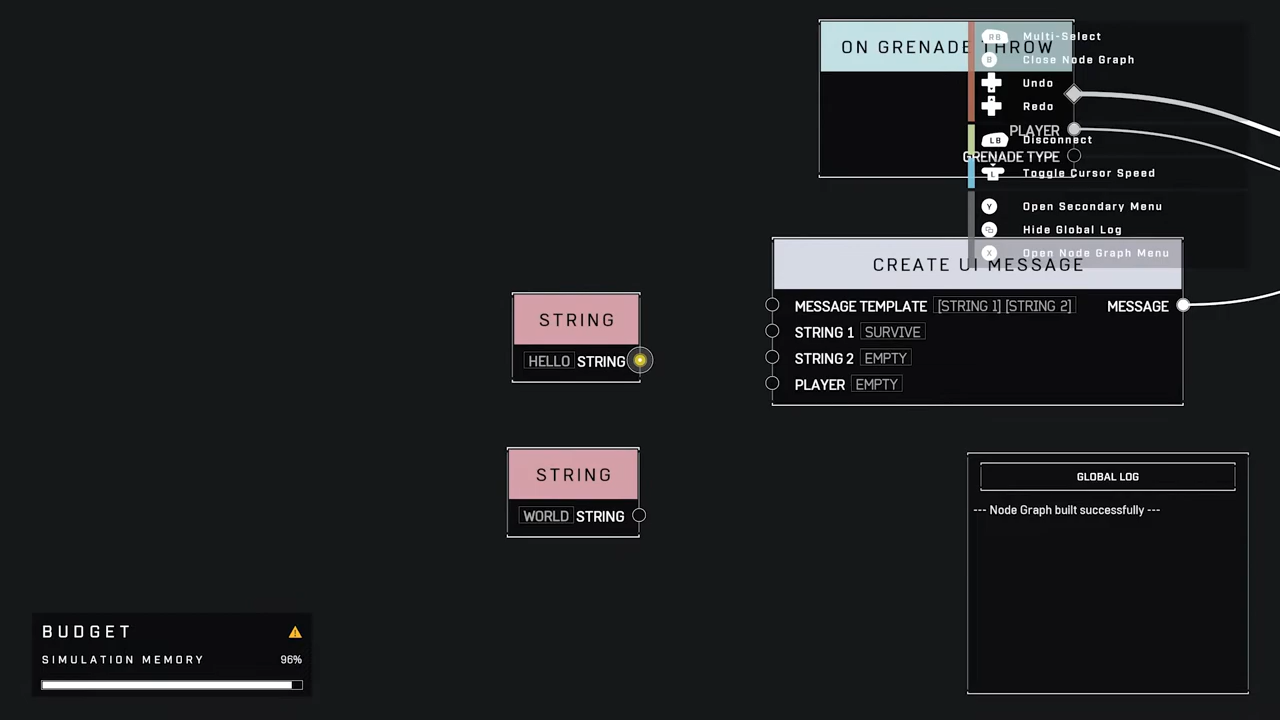 ON GRENADE THROW
PLAYER
GRENADE TYPE
RB Multi-Select
B Close Node Graph
Undo
Redo
LB Disconnect
L Toggle Cursor Speed
Y Open Secondary Menu
Hide Global Log
X Open Node Graph Menu
CREATE UI MESSAGE
MESSAGE TEMPLATE [STRING 1] [STRING 2] MESSAGE
STRING 1 SURVIVE
STRING 2 EMPTY
PLAYER EMPTY
STRING
HELLO STRING
STRING
WORLD STRING
GLOBAL LOG
--- Node Graph built successfully ---
BUDGET
SIMULATION MEMORY 96%